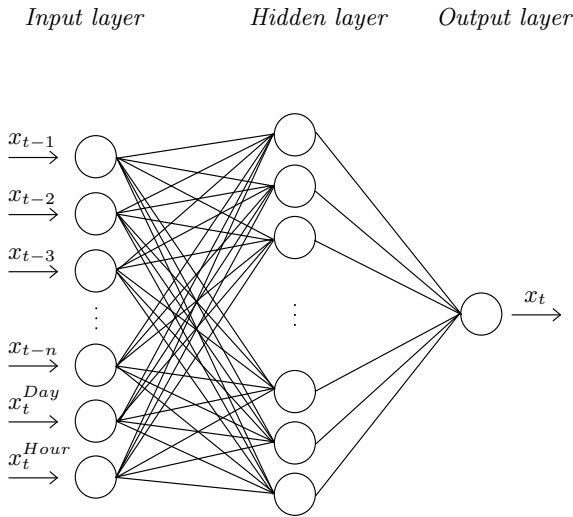 Input layer Hidden layer Output layer
x_{t-1}
x_{t-2}
x_{t-3}
⋮
x_{t-n}
x_t^{Day}
x_t^{Hour}
⋮
x_t